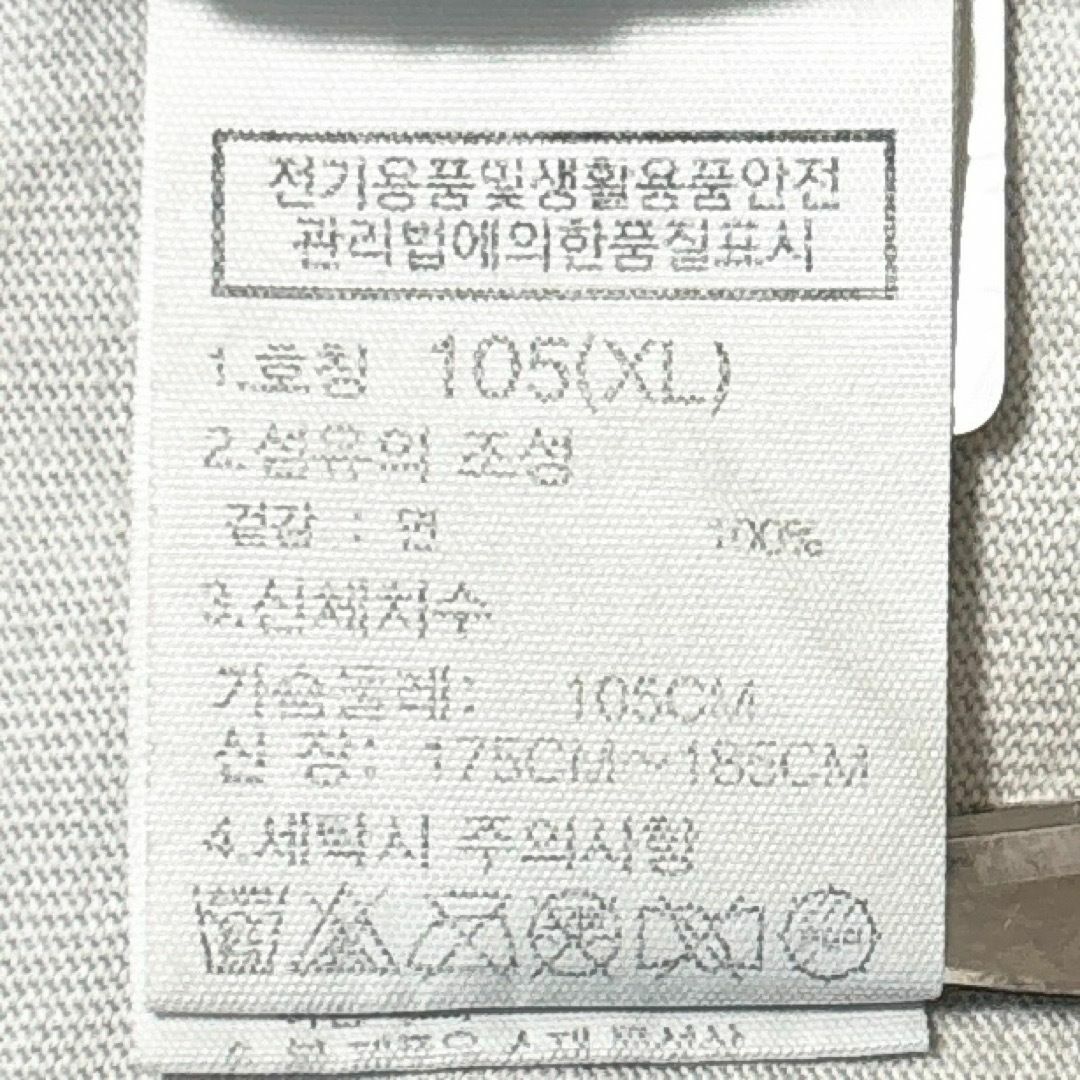 전기용품및생활용품안전
관리법에의한품질표시
1.호칭 105(XL)
2.섬유의 조성
겉감 : 면 100%
3.신체치수
가슴둘레: 105CM
신 장: 175CM~185CM
4.세탁시 주의사항